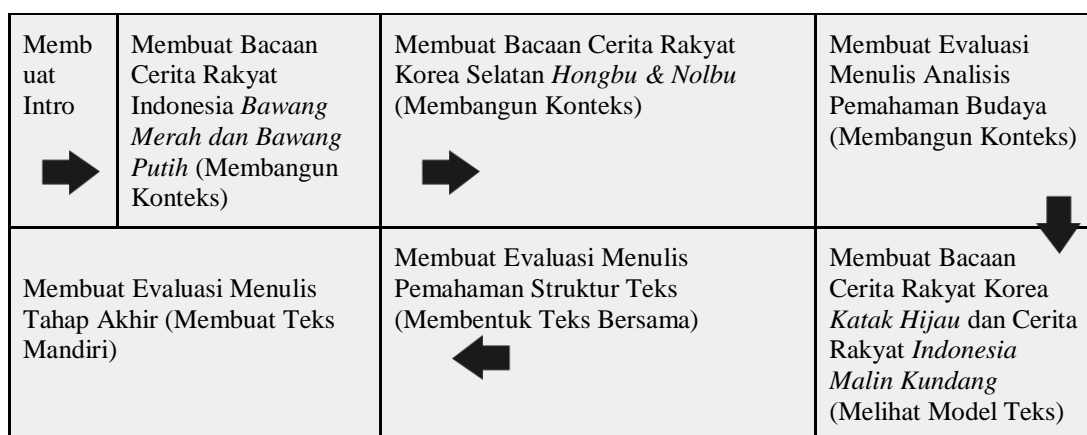 Memb
uat
Intro
Membuat Bacaan
Cerita Rakyat
Indonesia Bawang
Merah dan Bawang
Putih (Membangun
Konteks)
Membuat Bacaan Cerita Rakyat
Korea Selatan Hongbu & Nolbu
(Membangun Konteks)
Membuat Evaluasi
Menulis Analisis
Pemahaman Budaya
(Membangun Konteks)
Membuat Evaluasi Menulis
Tahap Akhir (Membuat Teks
Mandiri)
Membuat Evaluasi Menulis
Pemahaman Struktur Teks
(Membentuk Teks Bersama)
Membuat Bacaan
Cerita Rakyat Korea
Katak Hijau dan Cerita
Rakyat Indonesia
Malin Kundang
(Melihat Model Teks)